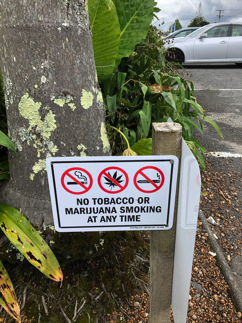 NO TOBACCO OR
MARIJUANA SMOKING
AT ANY TIME